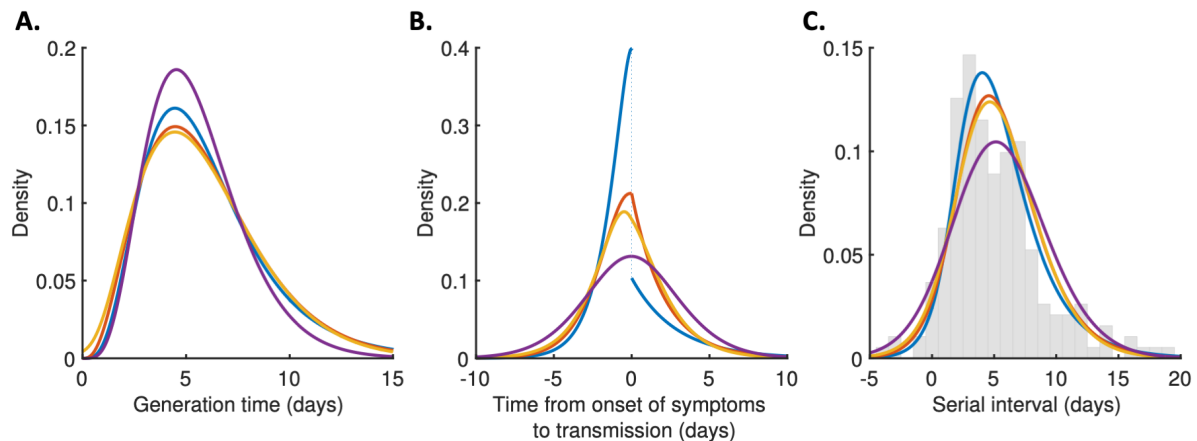 A.
B.
C.
0.2
0.15
0.1
0.05
0
Density
0
5
10
15
Generation time (days)
0.4
0.3
0.2
0.1
0
Density
-10
-5
0
5
10
Time from onset of symptoms
to transmission (days)
0.15
0.1
0.05
0
Density
-5
0
5
10
15
20
Serial interval (days)